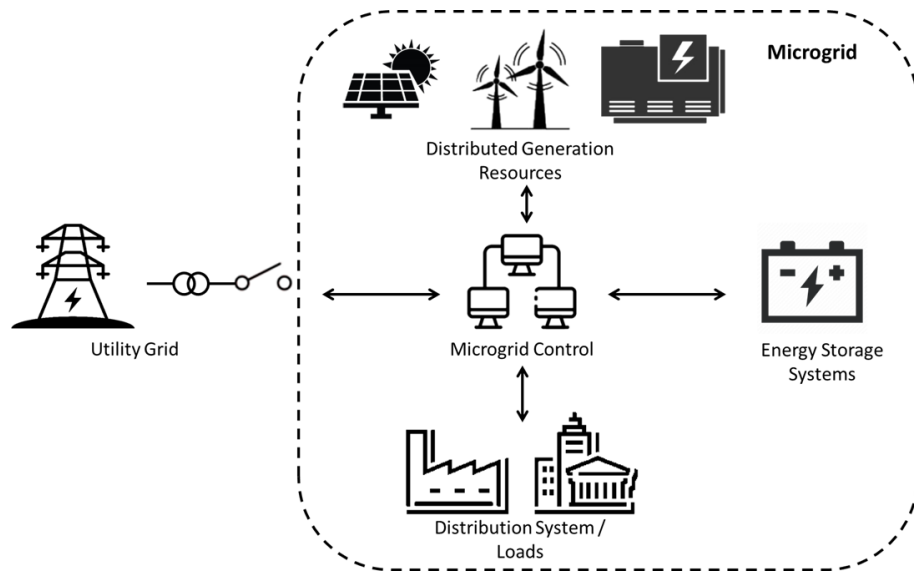 Microgrid
Distributed Generation
Resources
Utility Grid
Microgrid Control
Energy Storage
Systems
Distribution System /
Loads